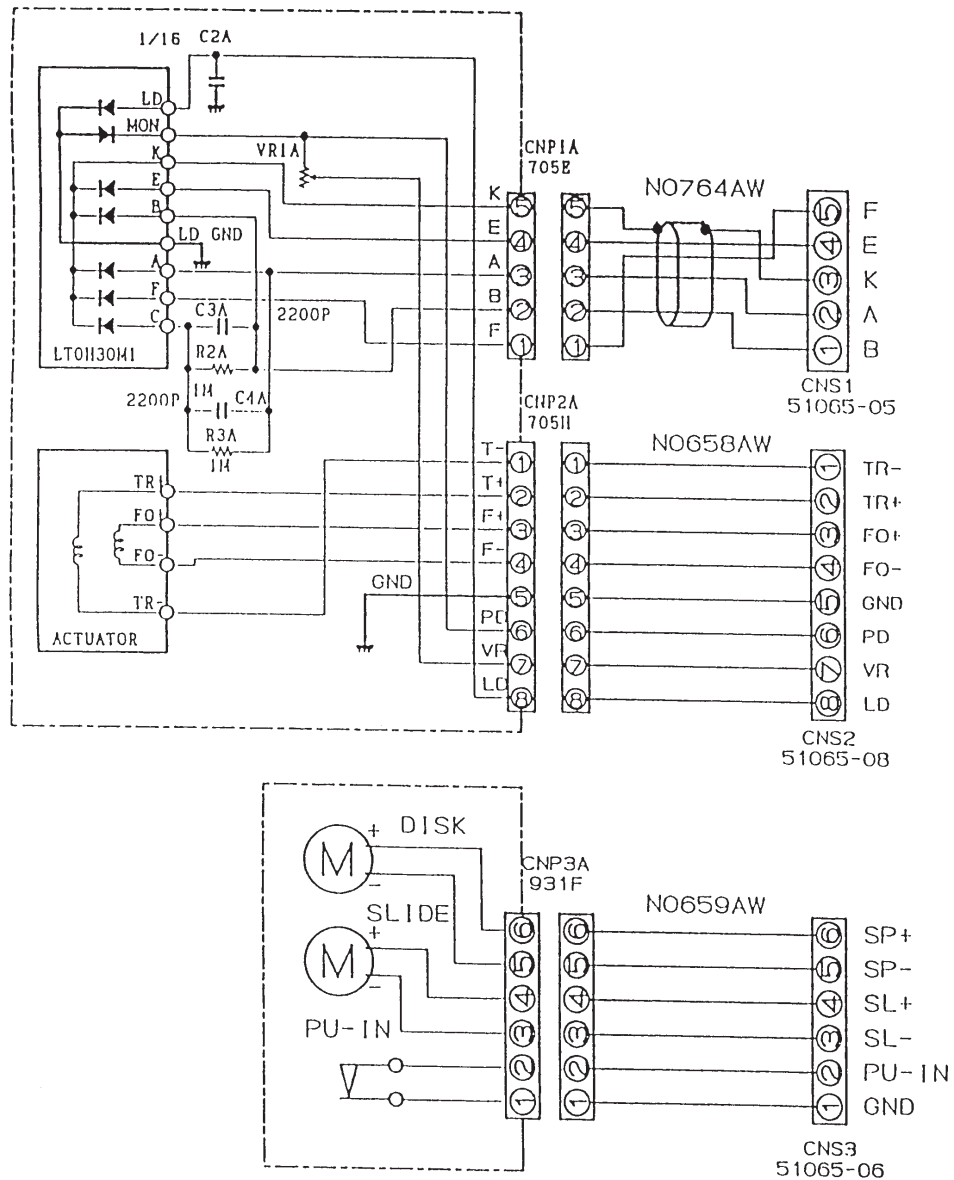 1/16 C2A
LD
MON
K
E
B
LD GND
A
F
C
LT0H30M1
VR1A
C3A
2200P
R2A
1M
2200P
C4A
R3A
1M
CNP1A
705E
K 5
E 4
A 3
B 2
F 1
5
4
3
2
1
N0764AW
5 F
4 E
3 K
2 A
1 B
CNS1
51065-05
TR+
FO+
FO-
TR-
ACTUATOR
CNP2A
705H
T- 1
T+ 2
F+ 3
F- 4
GND 5
PD 6
VR 7
LD 8
1
2
3
4
5
6
7
8
N0658AW
1 TR-
2 TR+
3 FO+
4 FO-
5 GND
6 PD
7 VR
8 LD
CNS2
51065-08
M + DISK
-
SLIDE
M +
-
PU-IN
CNP3A
931F
6
5
4
3
2
1
6
5
4
3
2
1
N0659AW
6 SP+
5 SP-
4 SL+
3 SL-
2 PU-IN
1 GND
CNS3
51065-06